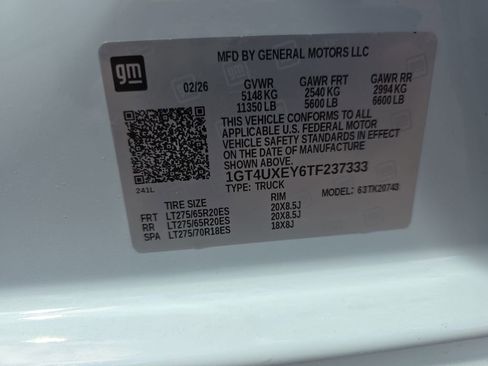 gm
MFD BY GENERAL MOTORS LLC
02/26 GVWR GAWR FRT GAWR RR
5148 KG 2540 KG 2994 KG
11350 LB 5600 LB 6600 LB
THIS VEHICLE CONFORMS TO ALL
APPLICABLE U.S. FEDERAL MOTOR
VEHICLE SAFETY STANDARDS IN EFFECT
ON THE DATE OF MANUFACTURE
SHOWN ABOVE.
1GT4UXEY6TF237333
TYPE: TRUCK MODEL: 63TK20743
241L
TIRE SIZE RIM
FRT LT275/65R20ES 20X8.5J
RR LT275/65R20ES 20X8.5J
SPA LT275/70R18ES 18X8J